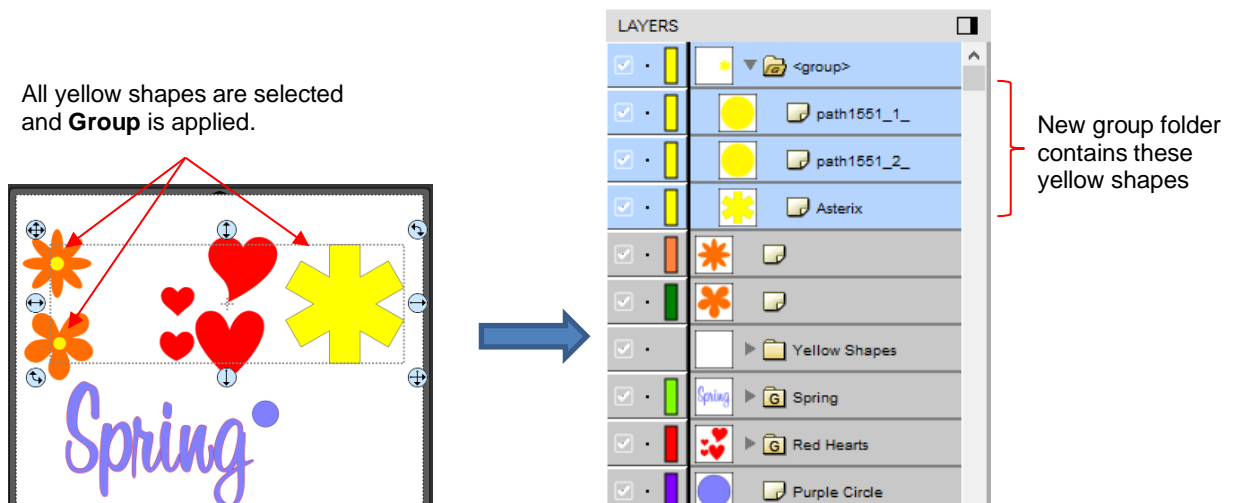 All yellow shapes are selected
and Group is applied.
Spring
LAYERS
<group>
path1551_1_
path1551_2_
Asterix
Yellow Shapes
Spring G Spring
G Red Hearts
Purple Circle
New group folder
contains these
yellow shapes